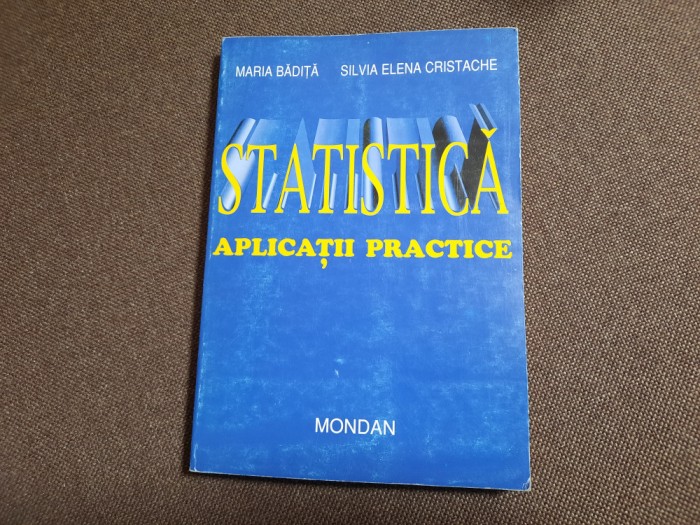 MARIA BĂDIȚĂ SILVIA ELENA CRISTACHE
STATISTICĂ
APLICAȚII PRACTICE
MONDAN